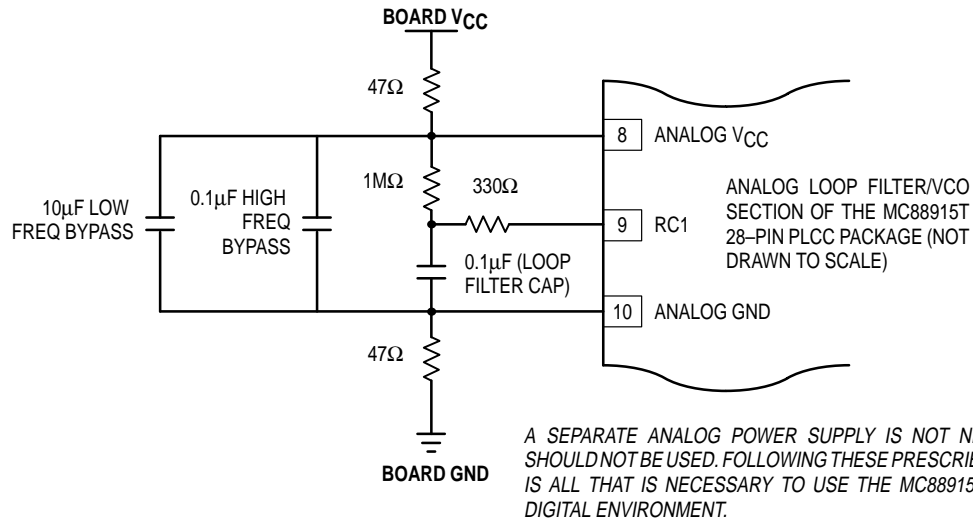 BOARD VCC
47Ω
8 ANALOG VCC
1MΩ
330Ω
10μF LOW
FREQ BYPASS
0.1μF HIGH
FREQ
BYPASS
9 RC1
ANALOG LOOP FILTER/VCO
SECTION OF THE MC88915T
28–PIN PLCC PACKAGE (NOT
DRAWN TO SCALE)
0.1μF (LOOP
FILTER CAP)
10 ANALOG GND
47Ω
BOARD GND
A SEPARATE ANALOG POWER SUPPLY IS NOT
SHOULD NOT BE USED. FOLLOWING THESE
IS ALL THAT IS NECESSARY TO USE THE
DIGITAL ENVIRONMENT.